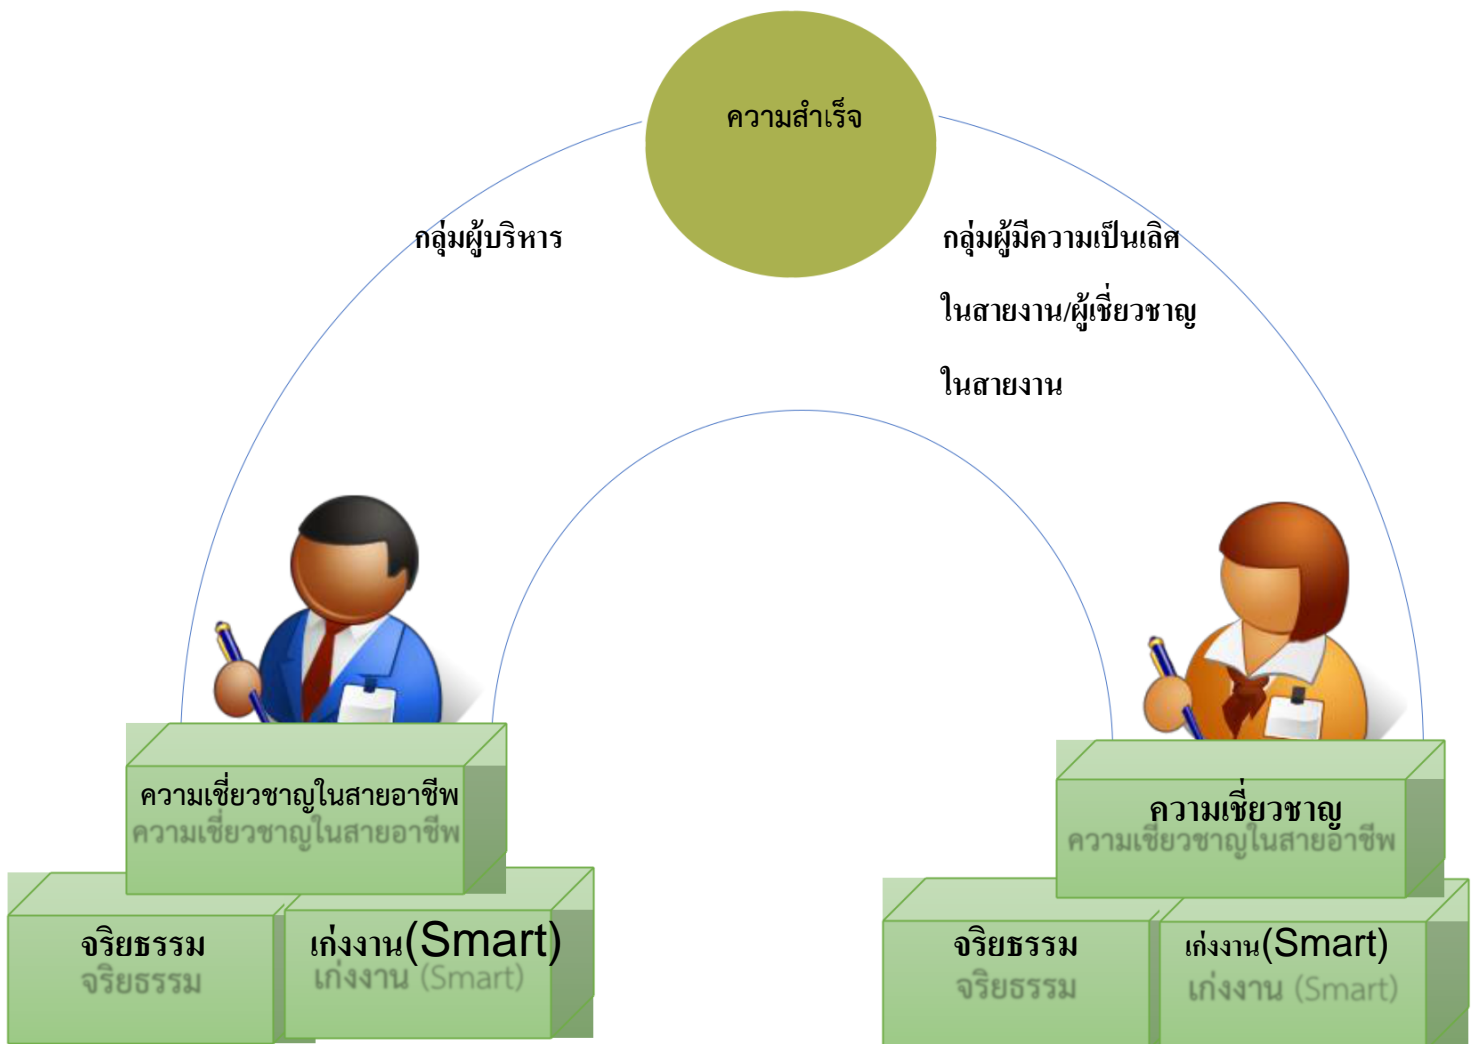 ความสำเร็จ
กลุ่มผู้บริหาร
กลุ่มผู้มีความเป็นเลิศ
ในสายงาน/ผู้เชี่ยวชาญ
ในสายงาน
ความเชี่ยวชาญในสายอาชีพ
ความเชี่ยวชาญในสายอาชีพ
จริยธรรม
จริยธรรม
เก่งงาน(Smart)
เก่งงาน (Smart)
ความเชี่ยวชาญ
ความเชี่ยวชาญในสายอาชีพ
จริยธรรม
จริยธรรม
เก่งงาน(Smart)
เก่งงาน (Smart)